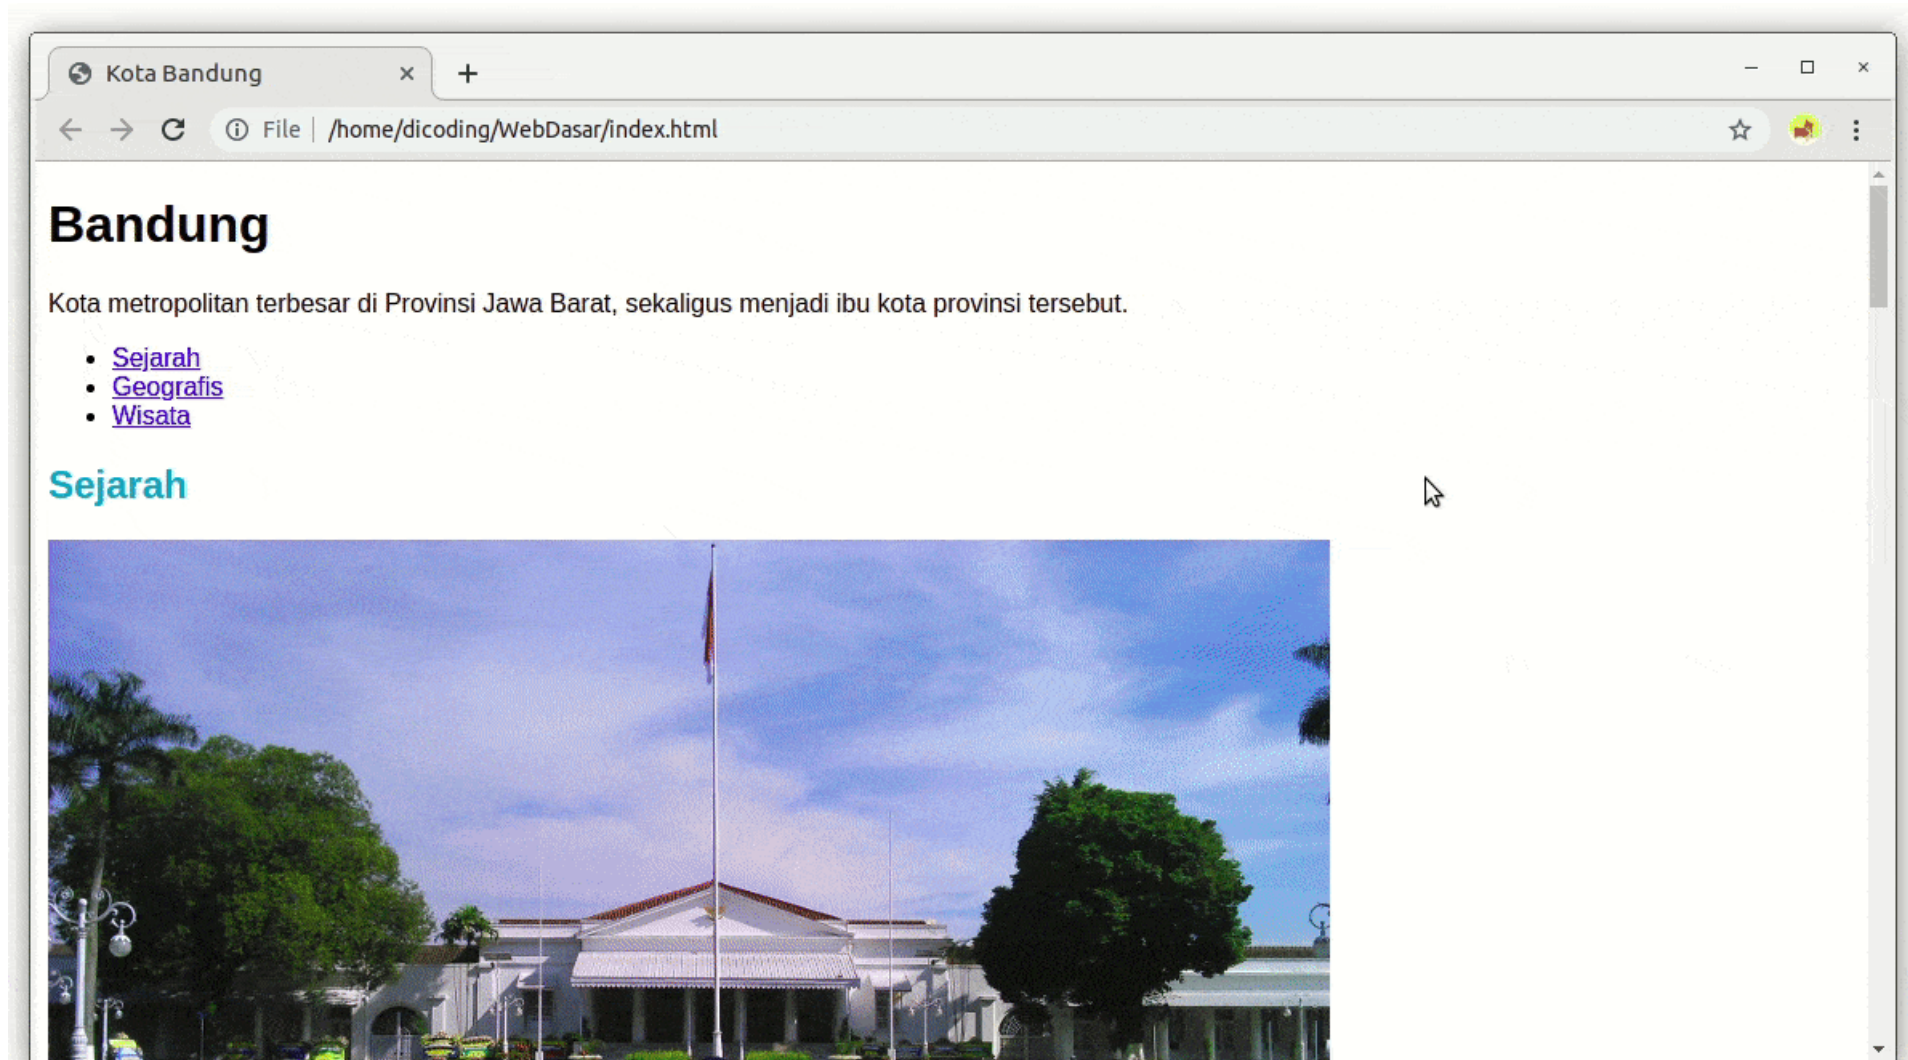 Kota Bandung
File /home/dicoding/WebDasar/index.html
Bandung
Kota metropolitan terbesar di Provinsi Jawa Barat, sekaligus menjadi ibu kota provinsi tersebut.
Sejarah
Geografis
Wisata
Sejarah